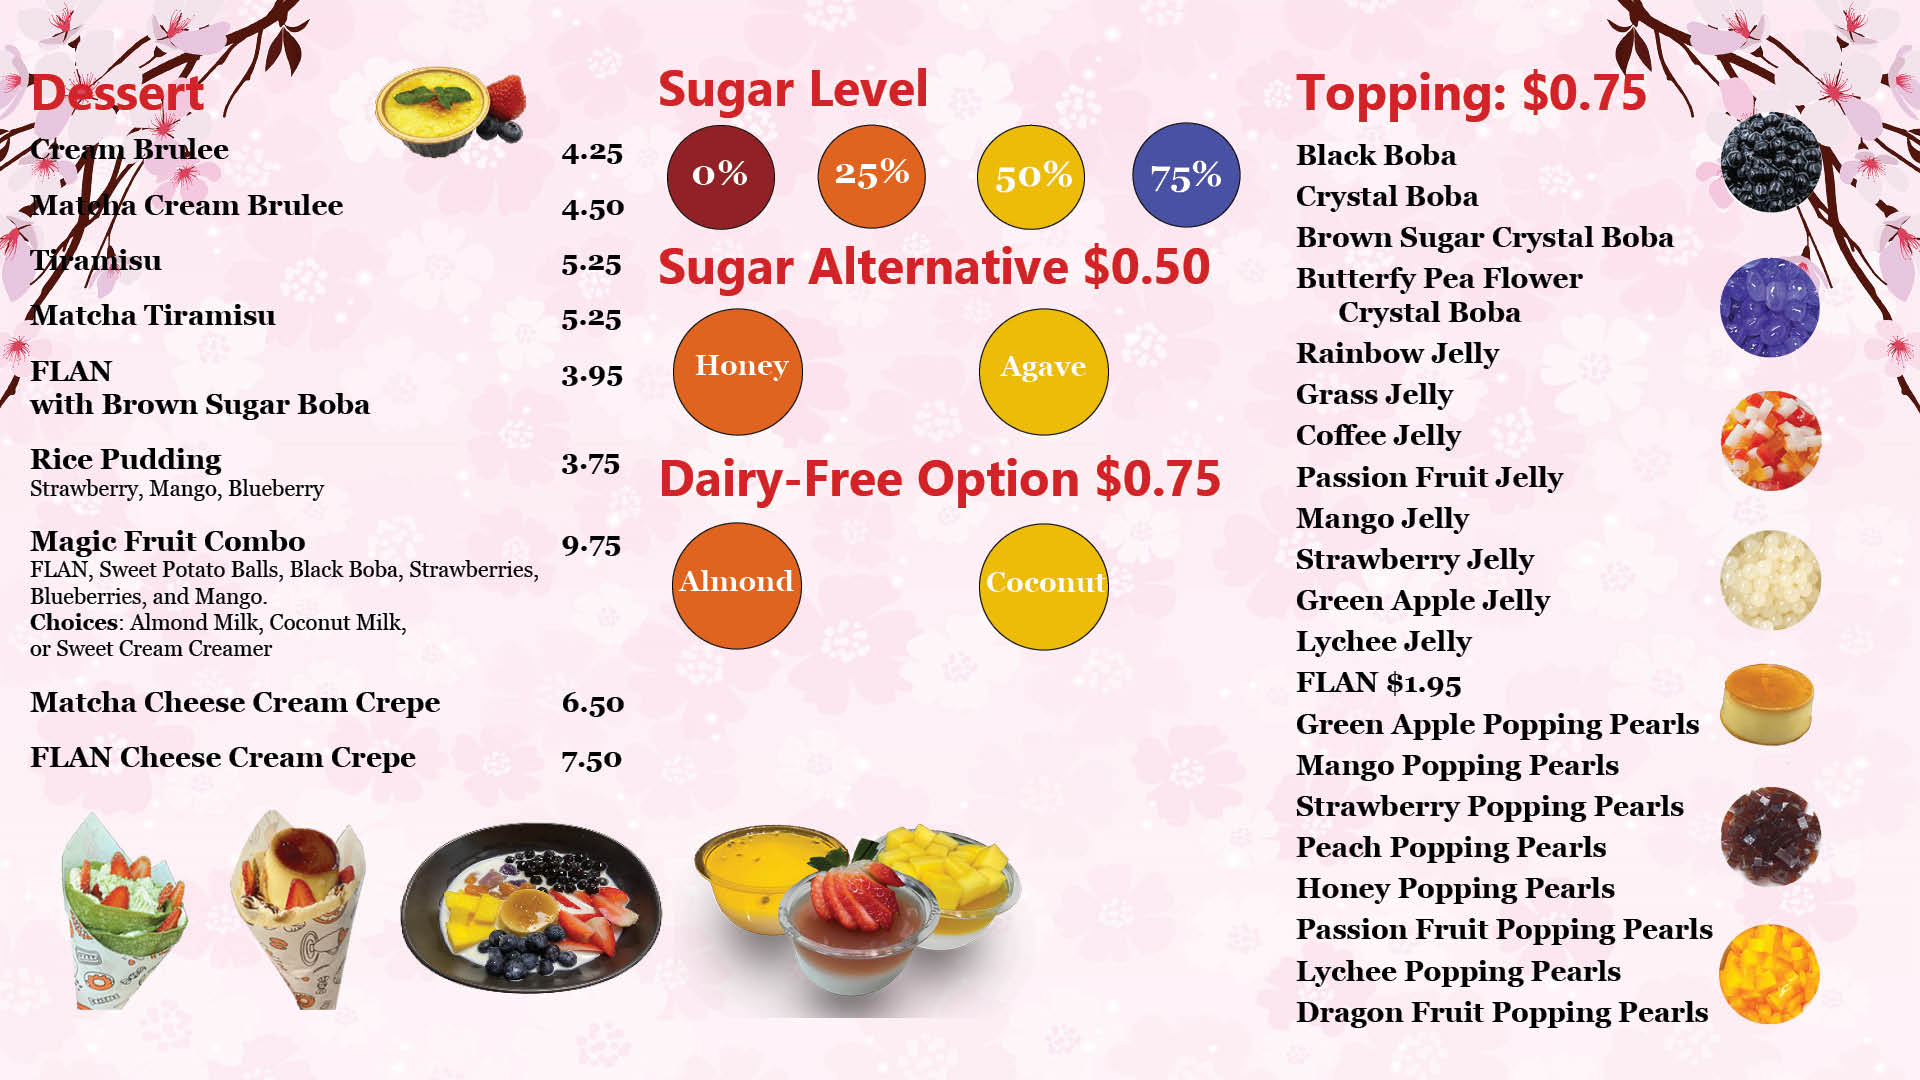 Dessert
Cream Brulee 4.25
Matcha Cream Brulee 4.50
Tiramisu 5.25
Matcha Tiramisu 5.25
FLAN 3.95
with Brown Sugar Boba
Rice Pudding 3.75
Strawberry, Mango, Blueberry
Magic Fruit Combo 9.75
FLAN, Sweet Potato Balls, Black Boba, Strawberries,
Blueberries, and Mango.
Choices: Almond Milk, Coconut Milk,
or Sweet Cream Creamer
Matcha Cheese Cream Crepe 6.50
FLAN Cheese Cream Crepe 7.50
Sugar Level
0% 25% 50% 75%
Sugar Alternative $0.50
Honey Agave
Dairy-Free Option $0.75
Almond Coconut
Topping: $0.75
Black Boba
Crystal Boba
Brown Sugar Crystal Boba
Butterfy Pea Flower
Crystal Boba
Rainbow Jelly
Grass Jelly
Coffee Jelly
Passion Fruit Jelly
Mango Jelly
Strawberry Jelly
Green Apple Jelly
Lychee Jelly
FLAN $1.95
Green Apple Popping Pearls
Mango Popping Pearls
Strawberry Popping Pearls
Peach Popping Pearls
Honey Popping Pearls
Passion Fruit Popping Pearls
Lychee Popping Pearls
Dragon Fruit Popping Pearls